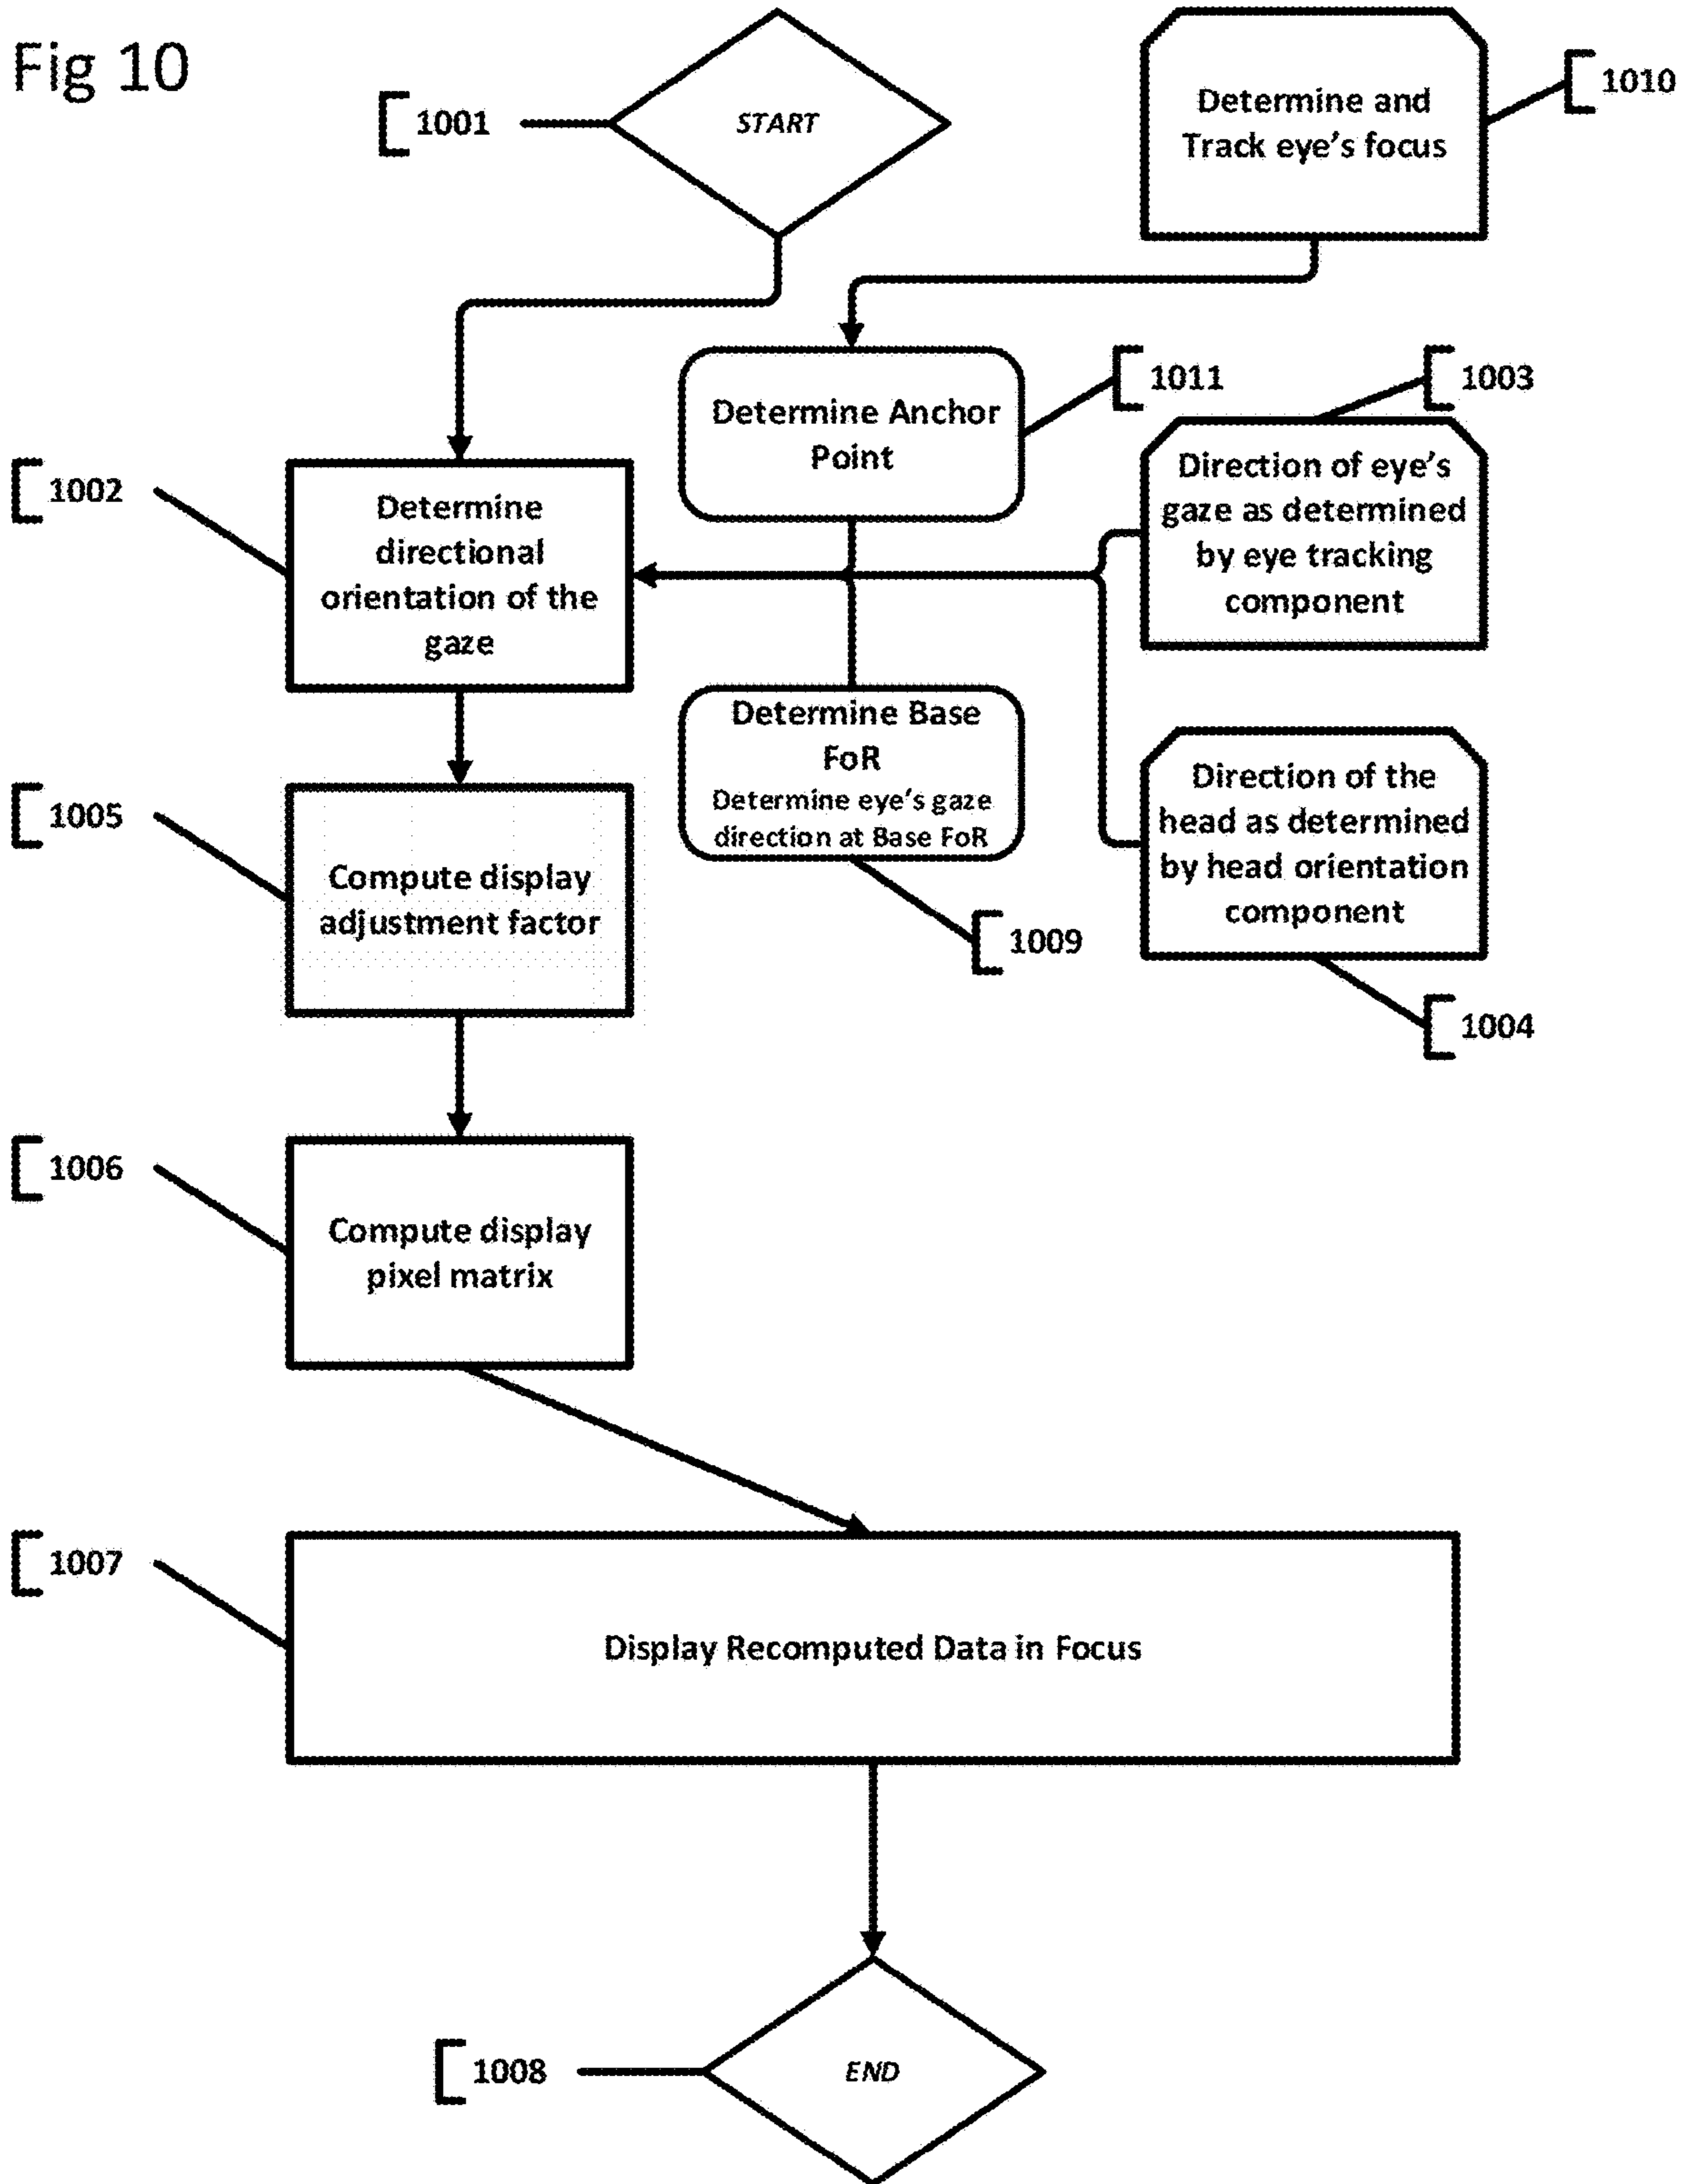 Fig 10
1001
START
Determine and
Track eye's focus
1010
Determine Anchor
Point
1011
1003
1002
Determine
directional
orientation of the
gaze
Direction of eye's
gaze as determined
by eye tracking
component
Determine Base
FoR
Determine eye's gaze
direction at Base FoR
1009
Direction of the
head as determined
by head orientation
component
1004
1005
Compute display
adjustment factor
1006
Compute display
pixel matrix
1007
Display Recomputed Data in Focus
1008
END